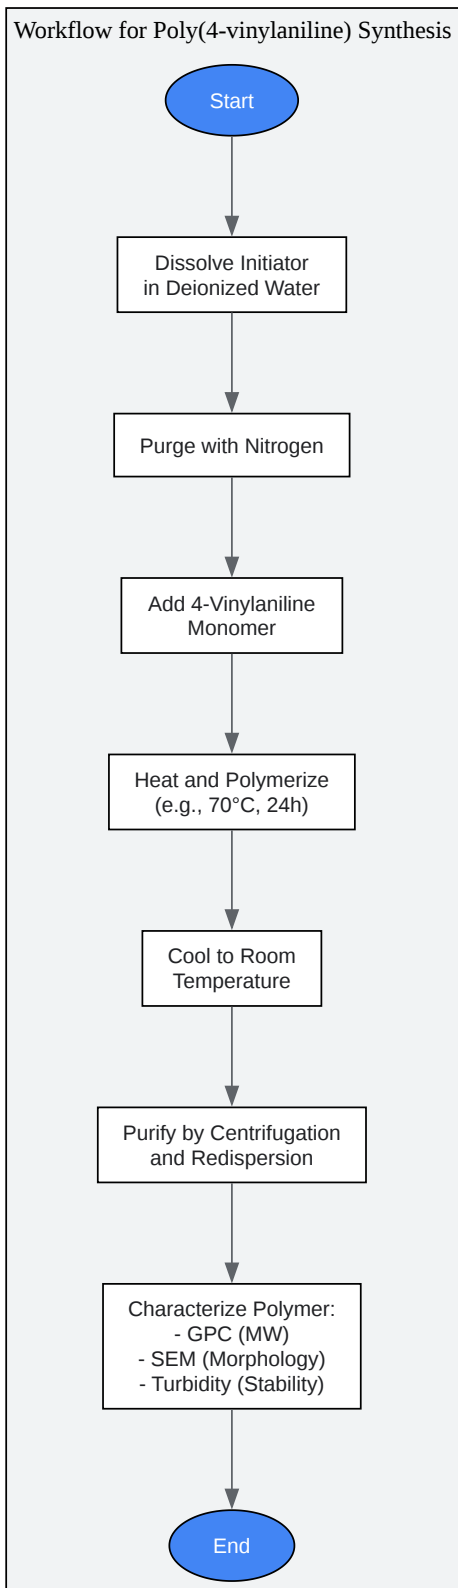 Workflow for Poly(4-vinylaniline) Synthesis
Start
Dissolve Initiator
in Deionized Water
Purge with Nitrogen
Add 4-Vinylaniline
Monomer
Heat and Polymerize
(e.g., 70°C, 24h)
Cool to Room
Temperature
Purify by Centrifugation
and Redispersion
Characterize Polymer:
- GPC (MW)
- SEM (Morphology)
- Turbidity (Stability)
End